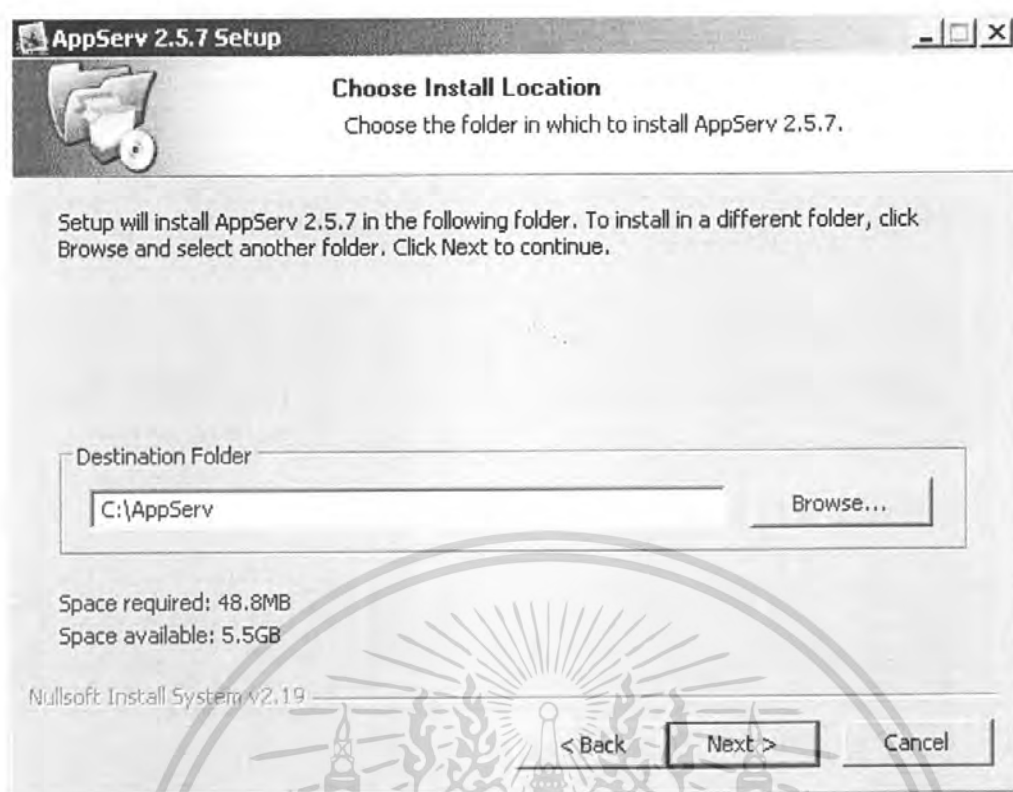 AppServ 2.5.7 Setup
Choose Install Location
Choose the folder in which to install AppServ 2.5.7.
Setup will install AppServ 2.5.7 in the following folder. To install in a different folder, click
Browse and select another folder. Click Next to continue.
Destination Folder
C:\AppServ
Browse...
Space required: 48.8MB
Space available: 5.5GB
Nullsoft Install System v2.19
< Back
Next >
Cancel